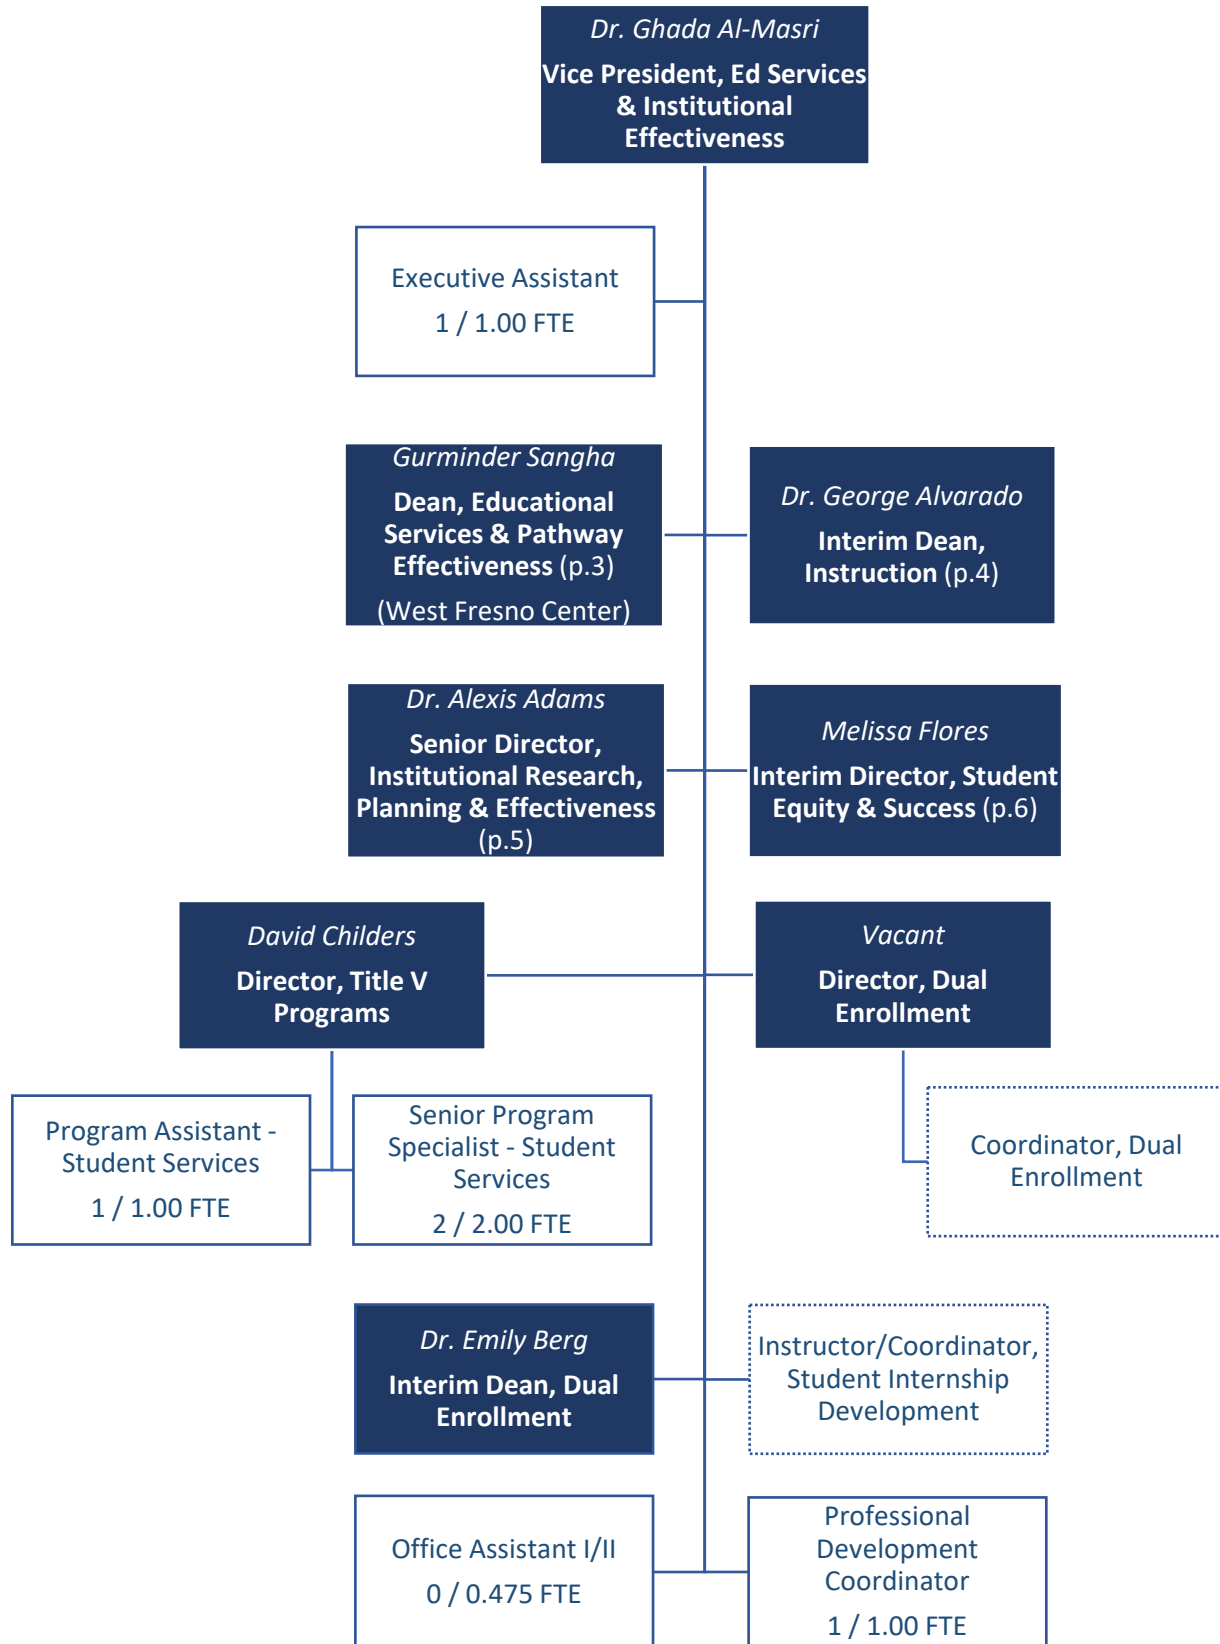 Dr. Ghada Al-Masri
Vice President, Ed Services
& Institutional
Effectiveness
Executive Assistant
1 / 1.00 FTE
Gurminder Sangha
Dean, Educational
Services & Pathway
Effectiveness (p.3)
(West Fresno Center)
Dr. George Alvarado
Interim Dean,
Instruction (p.4)
Dr. Alexis Adams
Senior Director,
Institutional Research,
Planning & Effectiveness
(p.5)
Melissa Flores
Interim Director, Student
Equity & Success (p.6)
David Childers
Director, Title V
Programs
Vacant
Director, Dual
Enrollment
Program Assistant -
Student Services
1 / 1.00 FTE
Senior Program
Specialist - Student
Services
2 / 2.00 FTE
Coordinator, Dual
Enrollment
Dr. Emily Berg
Interim Dean, Dual
Enrollment
Instructor/Coordinator,
Student Internship
Development
Office Assistant I/II
0 / 0.475 FTE
Professional
Development
Coordinator
1 / 1.00 FTE